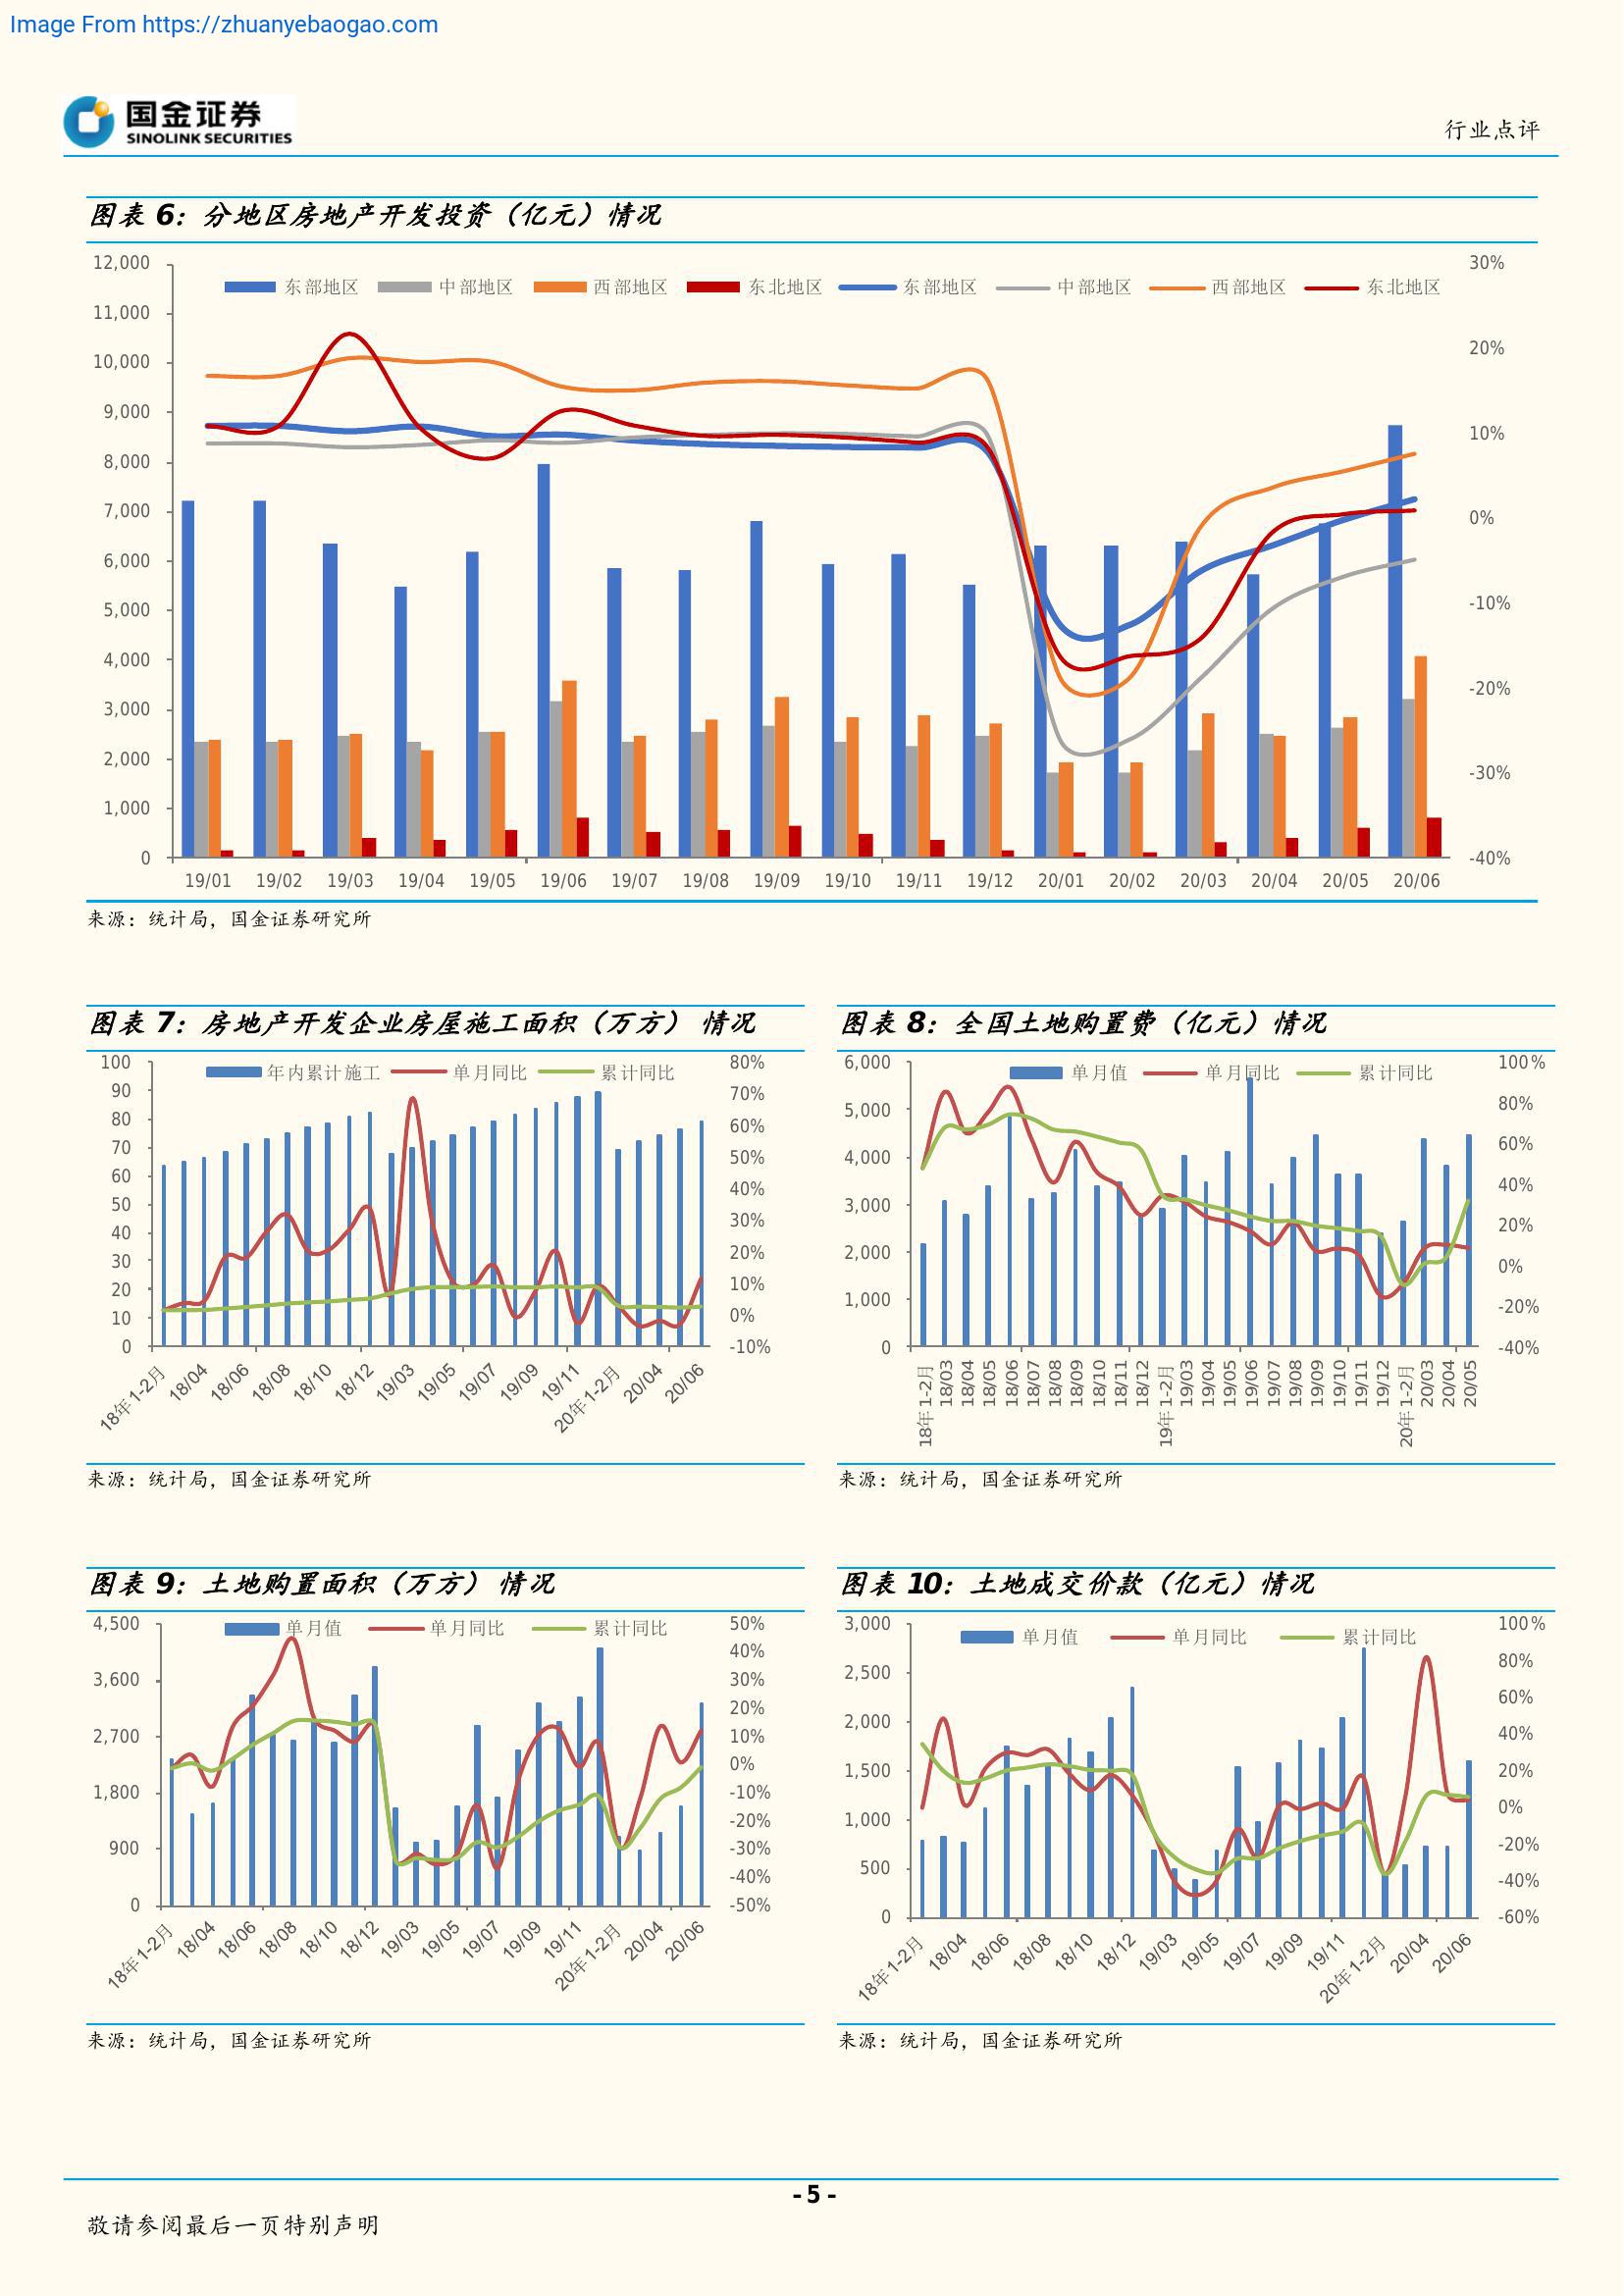 Image From https://zhuanyebaogao.com
国金证券
SINOLINK SECURITIES
行业点评
图表 6：分地区房地产开发投资（亿元）情况
东部地区 中部地区 西部地区 东北地区 东部地区 中部地区 西部地区 东北地区
12,000 30%
11,000
10,000 20%
9,000
8,000 10%
7,000 0%
6,000
5,000 -10%
4,000
3,000 -20%
2,000 -30%
1,000
0 -40%
19/01 19/02 19/03 19/04 19/05 19/06 19/07 19/08 19/09 19/10 19/11 19/12 20/01 20/02 20/03 20/04 20/05 20/06
来源：统计局，国金证券研究所
图表 7：房地产开发企业房屋施工面积（万方） 情况
年内累计施工 单月同比 累计同比
100 80%
90 70%
80 60%
70 50%
60 40%
50 30%
40 20%
30 10%
20 0%
10 -10%
0
18年1-2月 18/04 18/06 18/08 18/10 18/12 19/03 19/05 19/07 19/09 19/11 20年1-2月 20/04 20/06
来源：统计局，国金证券研究所
图表 8：全国土地购置费（亿元）情况
单月值 单月同比 累计同比
6,000 100%
5,000 80%
4,000 60%
3,000 40%
2,000 20%
1,000 0%
0 -20%
-40%
18年1-2月 18/03 18/04 18/05 18/06 18/07 18/08 18/09 18/10 18/11 18/12 19年1-2月 19/03 19/04 19/05 19/06 19/07 19/08 19/09 19/10 19/11 19/12 20年1-2月 20/03 20/04 20/05
来源：统计局，国金证券研究所
图表 9：土地购置面积（万方） 情况
单月值 单月同比 累计同比
4,500 50%
3,600 40%
2,700 30%
1,800 20%
900 10%
0 0%
-10%
-20%
-30%
-40%
-50%
18年1-2月 18/04 18/06 18/08 18/10 18/12 19/03 19/05 19/07 19/09 19/11 20年1-2月 20/04 20/06
来源：统计局，国金证券研究所
图表 10：土地成交价款（亿元）情况
单月值 单月同比 累计同比
3,000 100%
2,500 80%
2,000 60%
1,500 40%
1,000 20%
500 0%
0 -20%
-40%
-60%
18年1-2月 18/04 18/06 18/08 18/10 18/12 19/03 19/05 19/07 19/09 19/11 20年1-2月 20/04 20/06
来源：统计局，国金证券研究所
- 5 -
敬请参阅最后一页特别声明